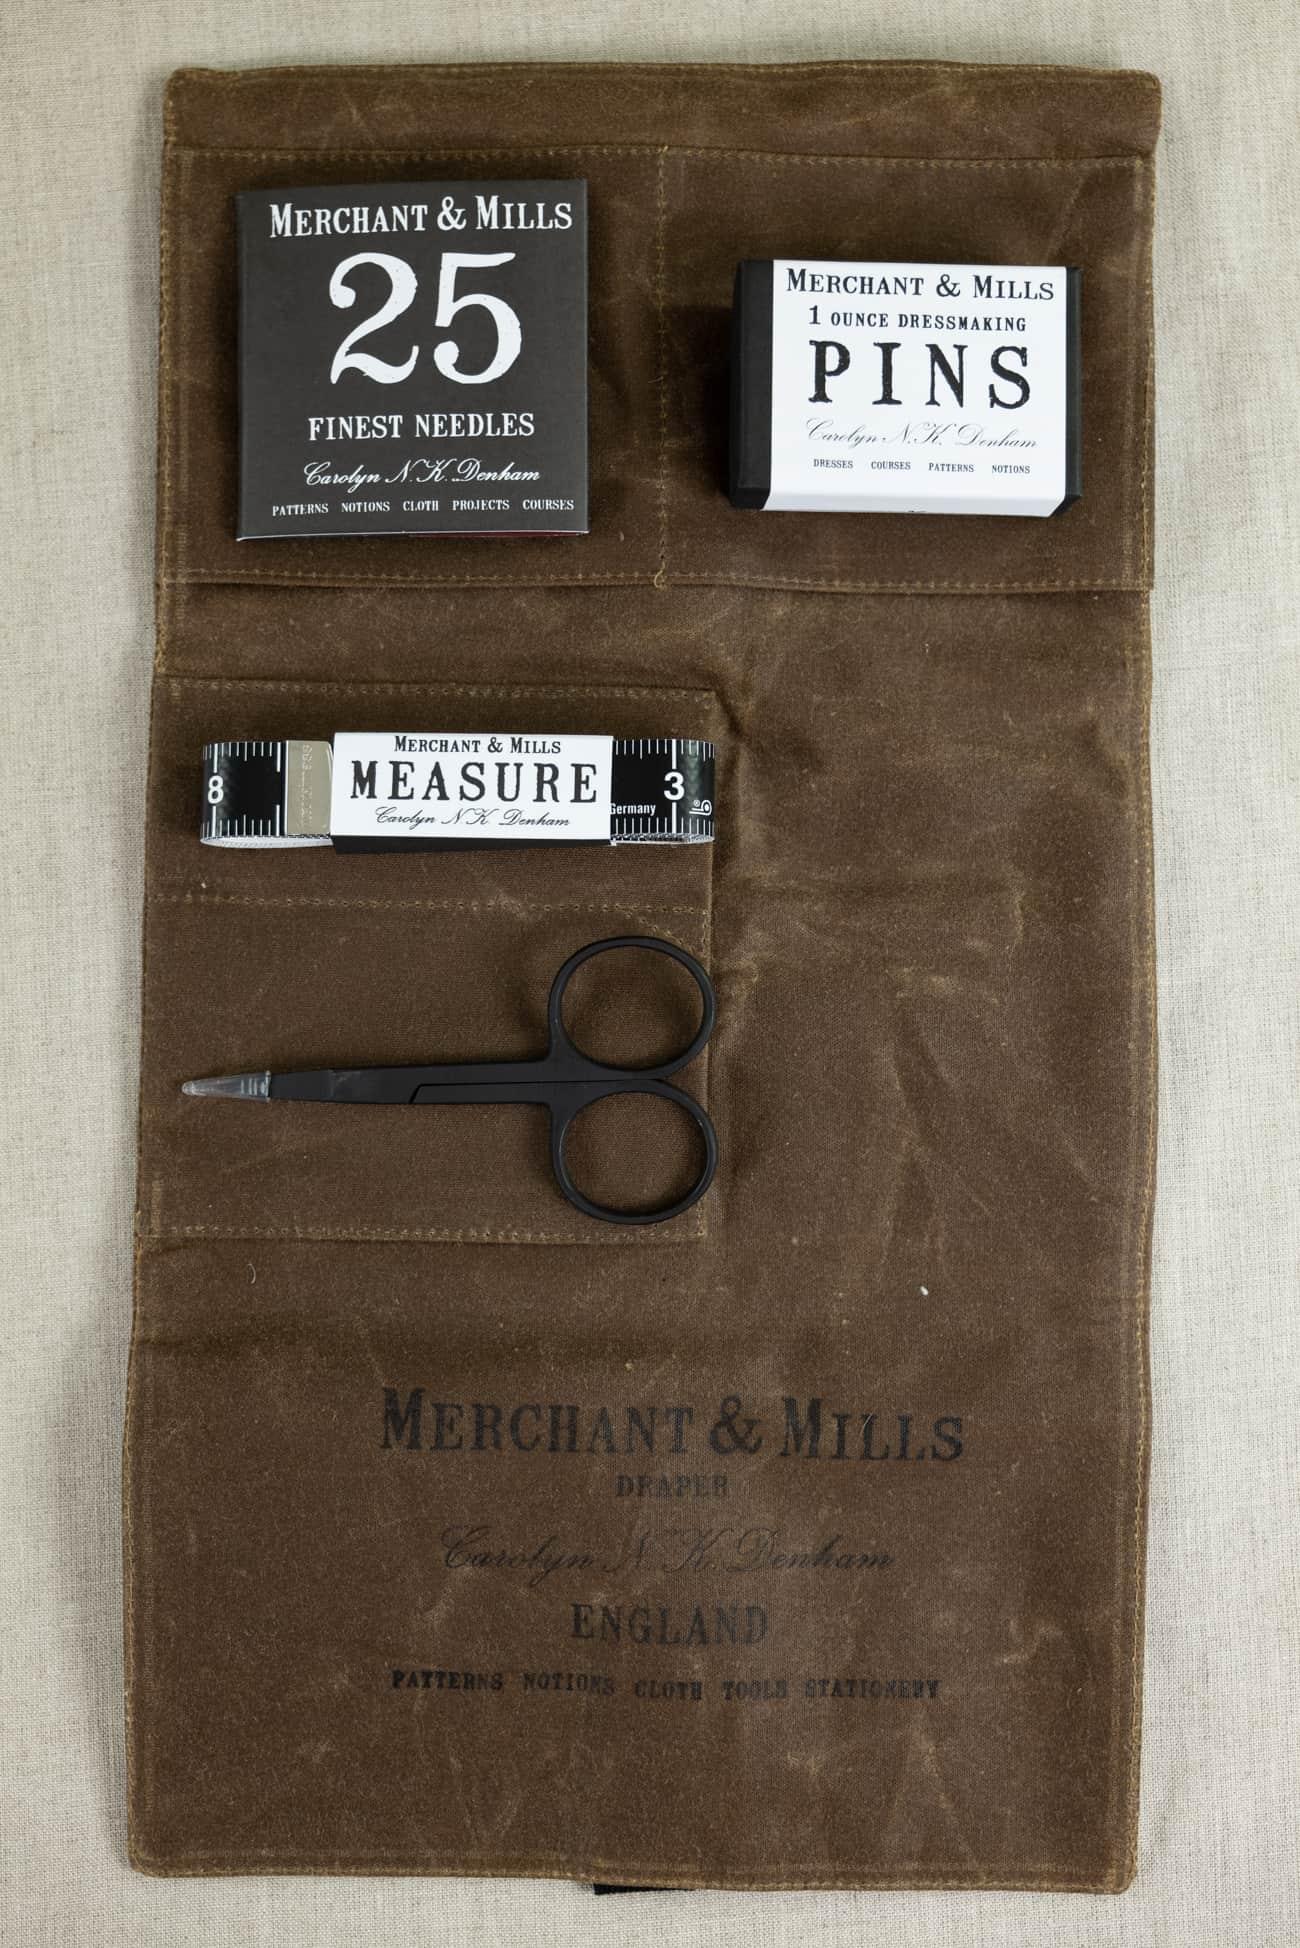 MERCHANT & MILLS
25
FINEST NEEDLES
Carolyn N.K. Denham
PATTERNS NOTIONS CLOTH PROJECTS COURSES
MERCHANT & MILLS
1 OUNCE DRESSMAKING
PINS
Carolyn N.K. Denham
DRESSES COURSES PATTERNS NOTIONS
8
MERCHANT & MILLS
MEASURE
Carolyn N.K. Denham
Germany
3
MERCHANT & MILLS
DRAPER
Carolyn N.K. Denham
ENGLAND
PATTERNS NOTIONS CLOTH TOOLS STATIONERY